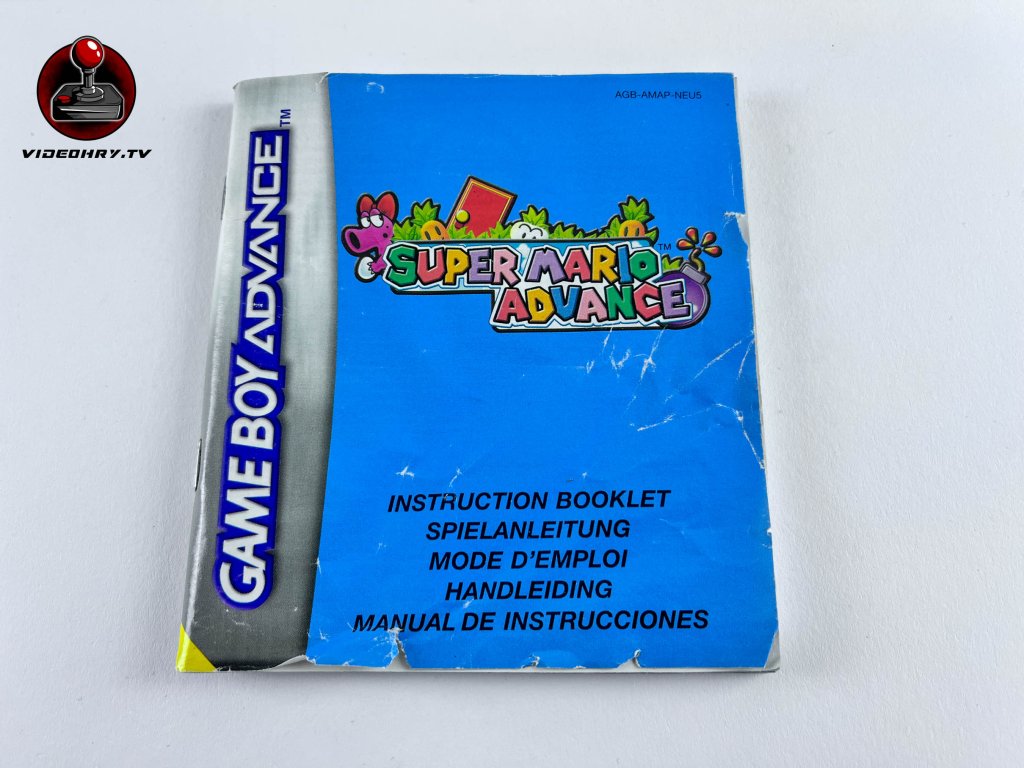 VIDEOHRY.TV
GAME BOY ADVANCE™
AGB-AMAP-NEU5
SUPER MARIO™
ADVANCE
INSTRUCTION BOOKLET
SPIELANLEITUNG
MODE D'EMPLOI
HANDLEIDING
MANUAL DE INSTRUCCIONES